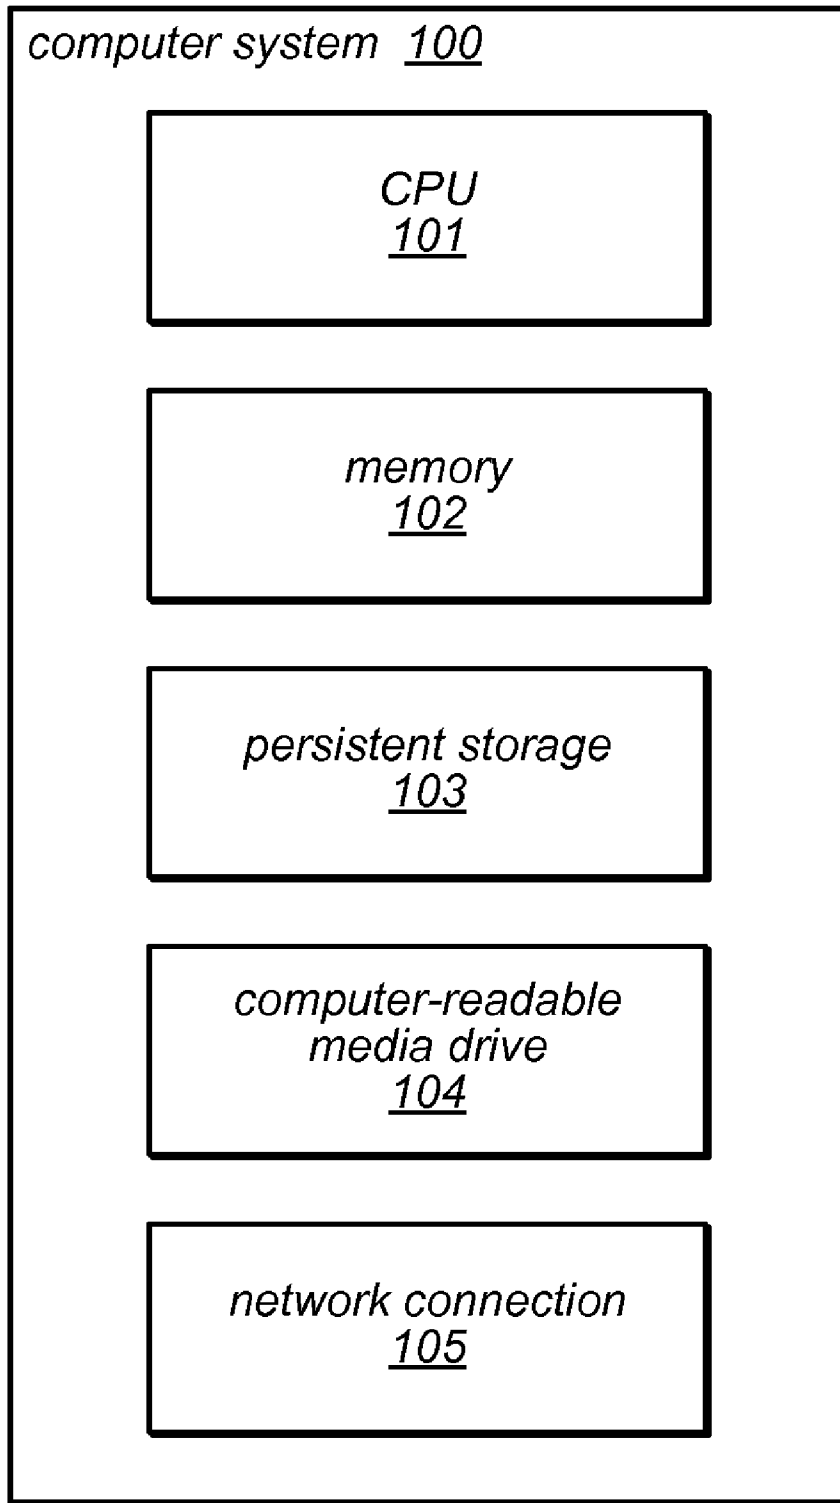 computer system 100
CPU
101
memory
102
persistent storage
103
computer-readable
media drive
104
network connection
105